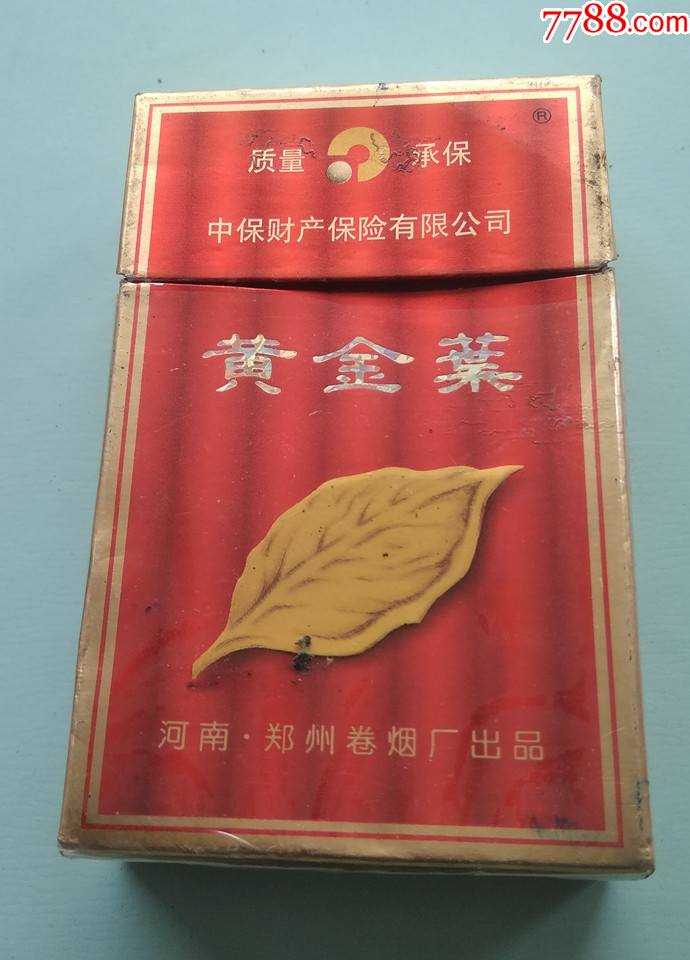 7788.com
®
质量 承保
中保财产保险有限公司
黄金葉
河南·郑州卷烟厂出品